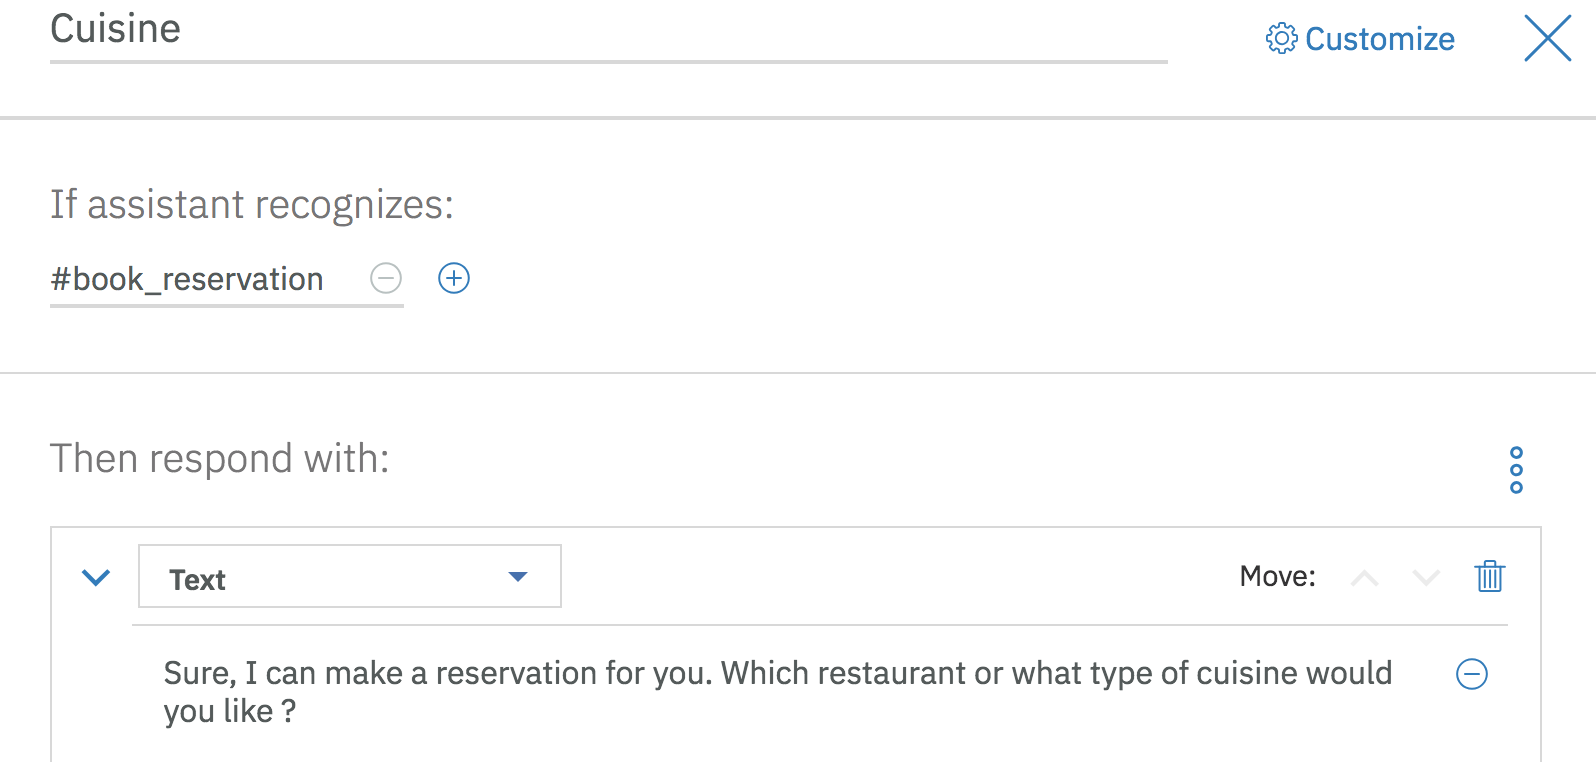 Cuisine
Customize
If assistant recognizes:
#book_reservation
Then respond with:
Text
Move:
Sure, I can make a reservation for you. Which restaurant or what type of cuisine would
you like ?